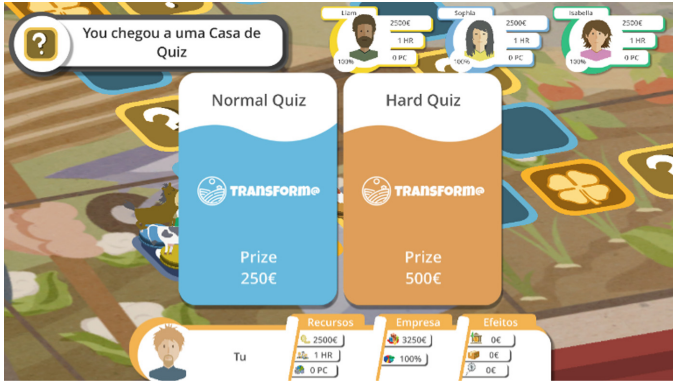 You chegou a uma Casa de
Quiz
Liam
2500€
1 HR
0 PC
100%
Sophia
2500€
1 HR
0 PC
100%
Isabella
2500€
1 HR
0 PC
100%
Normal Quiz
TRANSFORM@
Prize
250€
Hard Quiz
TRANSFORM@
Prize
500€
Tu
Recursos
2500€
1 HR
0 PC
Empresa
3250€
100%
Efeitos
0€
0€
0€